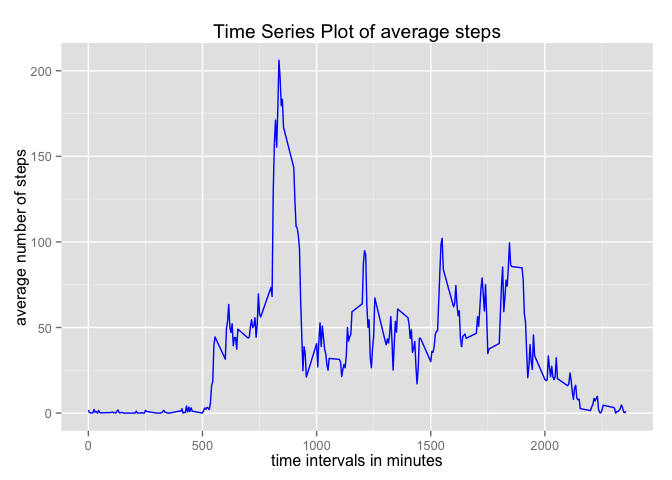 Time Series Plot of average steps
average number of steps
200
150
100
50
0
0 500 1000 1500 2000
time intervals in minutes